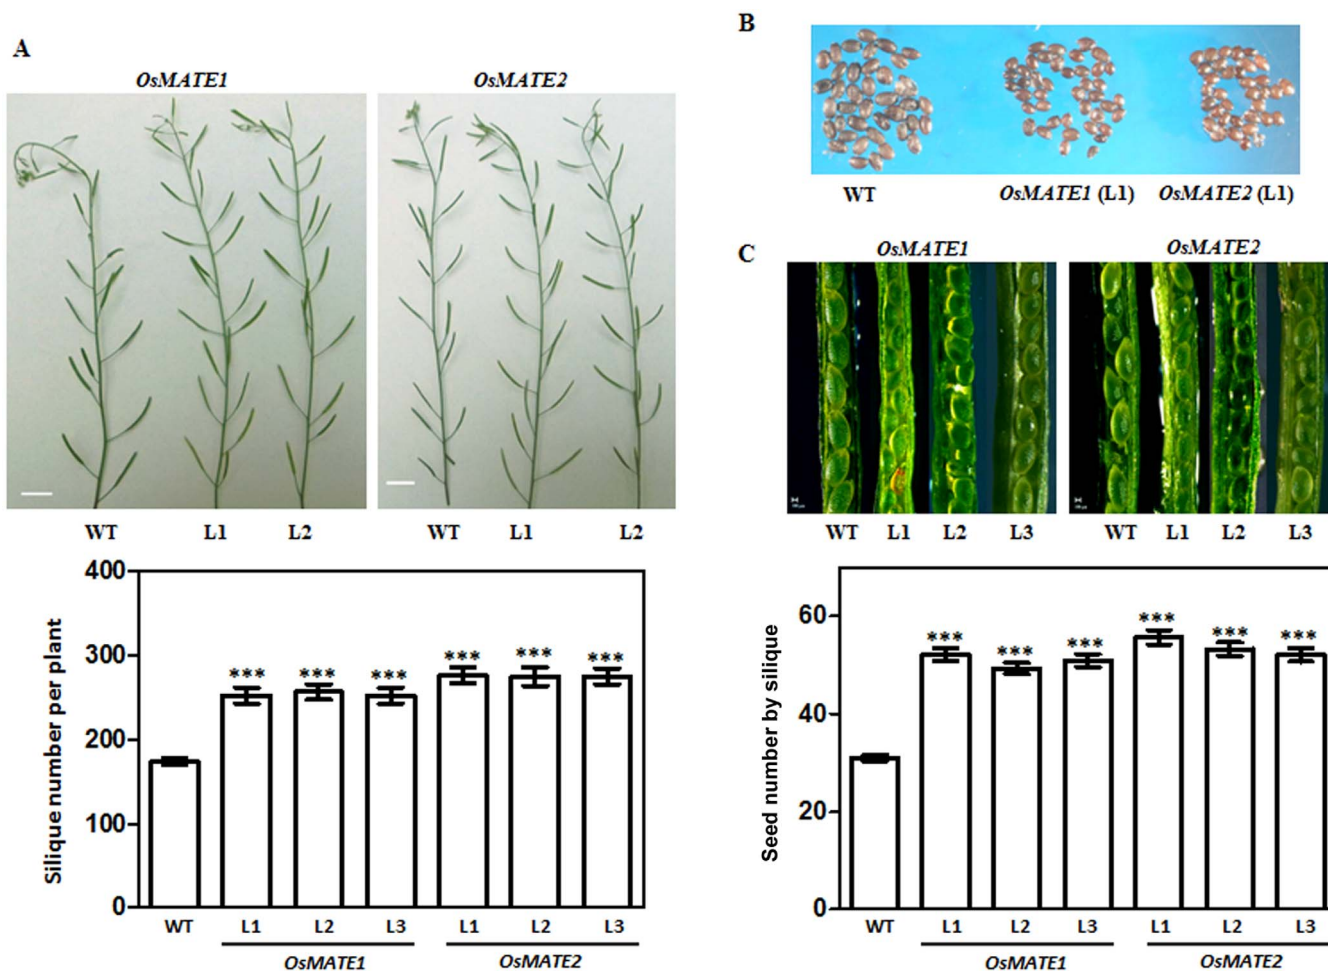 A
OsMATE1 OsMATE2
WT L1 L2 WT L1 L2
400
300
200
100
0
Silique number per plant
*** *** *** *** *** ***
WT L1 L2 L3 L1 L2 L3
OsMATE1 OsMATE2
B
WT OsMATE1 (L1) OsMATE2 (L1)
C
OsMATE1 OsMATE2
WT L1 L2 L3 WT L1 L2 L3
60
40
20
0
Seed number by silique
*** *** *** *** *** ***
WT L1 L2 L3 L1 L2 L3
OsMATE1 OsMATE2